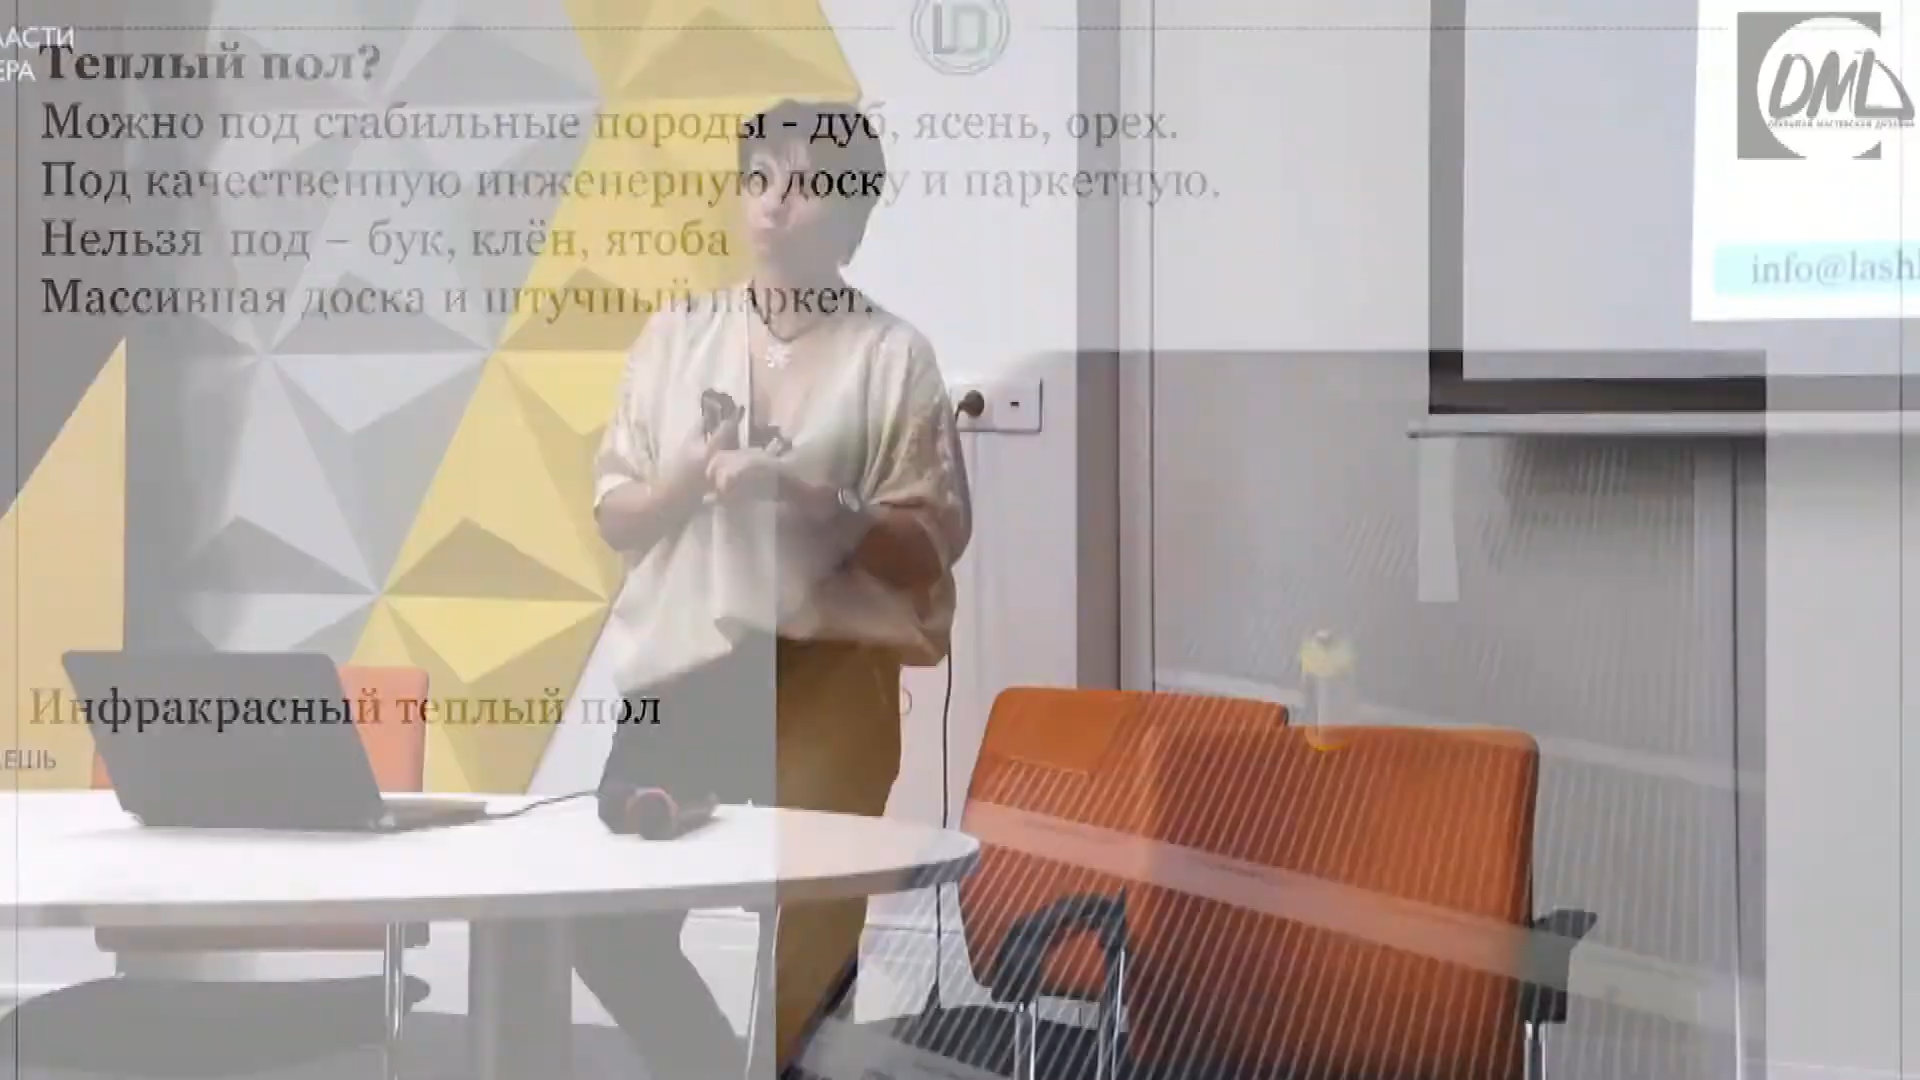 Теплый пол?
Можно под стабильные породы - дуб, ясень, орех.
Под качественную инженерную доску и паркетную.
Нельзя под – бук, клён, ятоба
Массивная доска и штучный паркет.
DML
info@lash
Инфракрасный теплый пол